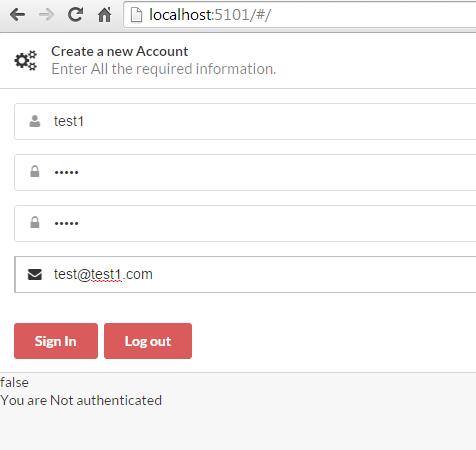 localhost:5101/#/
Create a new Account
Enter All the required information.
test1
•••••
•••••
test@test1.com
Sign In Log out
false
You are Not authenticated